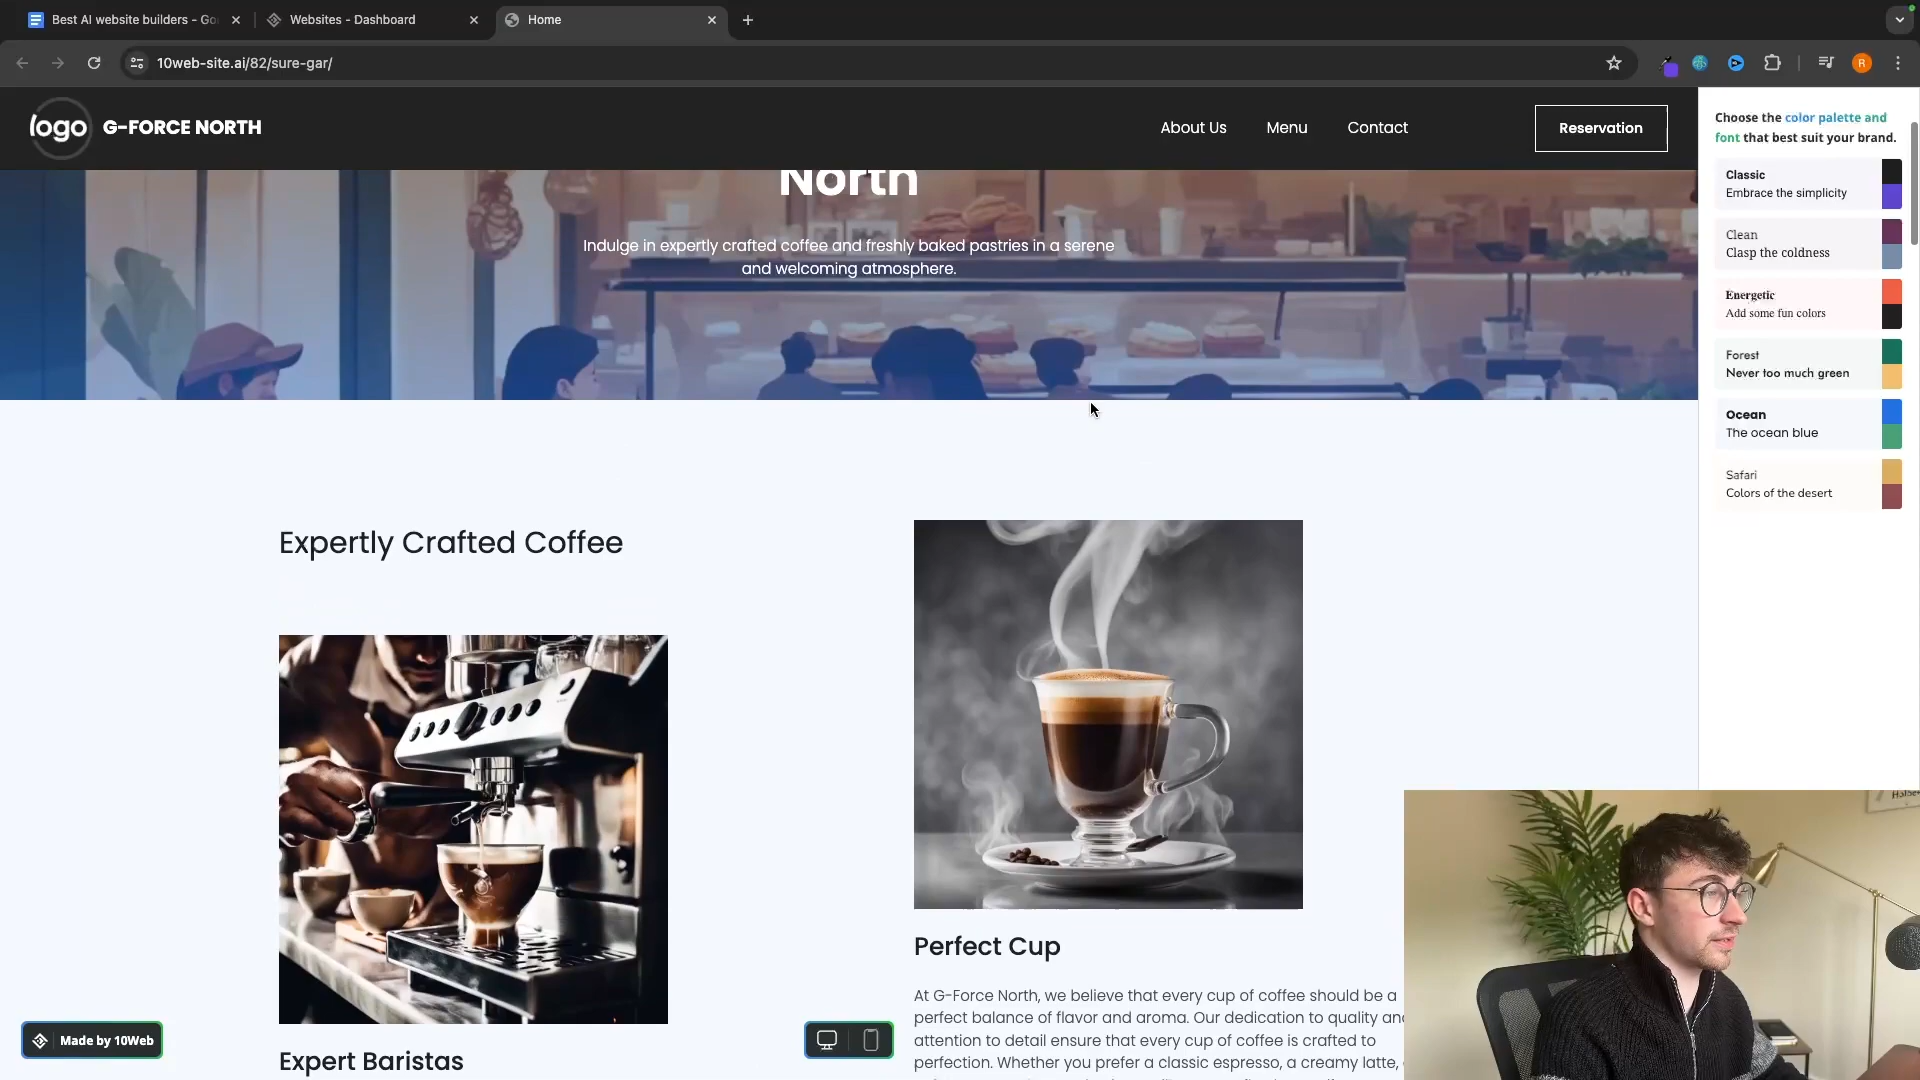 Best AI website builders - Go
Websites - Dashboard
Home
10web-site.ai/82/sure-gar/
R
logo
G-FORCE NORTH
About Us
Menu
Contact
Reservation
North
Indulge in expertly crafted coffee and freshly baked pastries in a serene
and welcoming atmosphere.
Choose the color palette and
font that best suit your brand.
Classic
Embrace the simplicity
Clean
Clasp the coldness
Energetic
Add some fun colors
Forest
Never too much green
Ocean
The ocean blue
Safari
Colors of the desert
Expertly Crafted Coffee
Expert Baristas
Perfect Cup
At G-Force North, we believe that every cup of coffee should be a
perfect balance of flavor and aroma. Our dedication to quality and
attention to detail ensure that every cup of coffee is crafted to
perfection. Whether you prefer a classic espresso, a creamy latte,
Made by 10Web